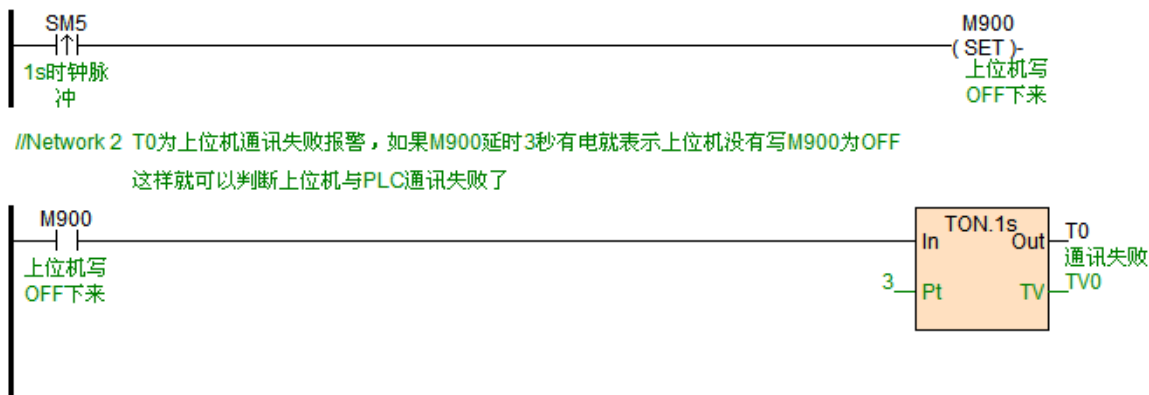 SM5
M900
↑
( SET )-
1s时钟脉
冲
上位机写
OFF下来
//Network 2 T0为上位机通讯失败报警，如果M900延时3秒有电就表示上位机没有写M900为OFF
这样就可以判断上位机与PLC通讯失败了
M900
上位机写
OFF下来
TON.1s
In
Out
T0
通讯失败
3
Pt
TV
TV0